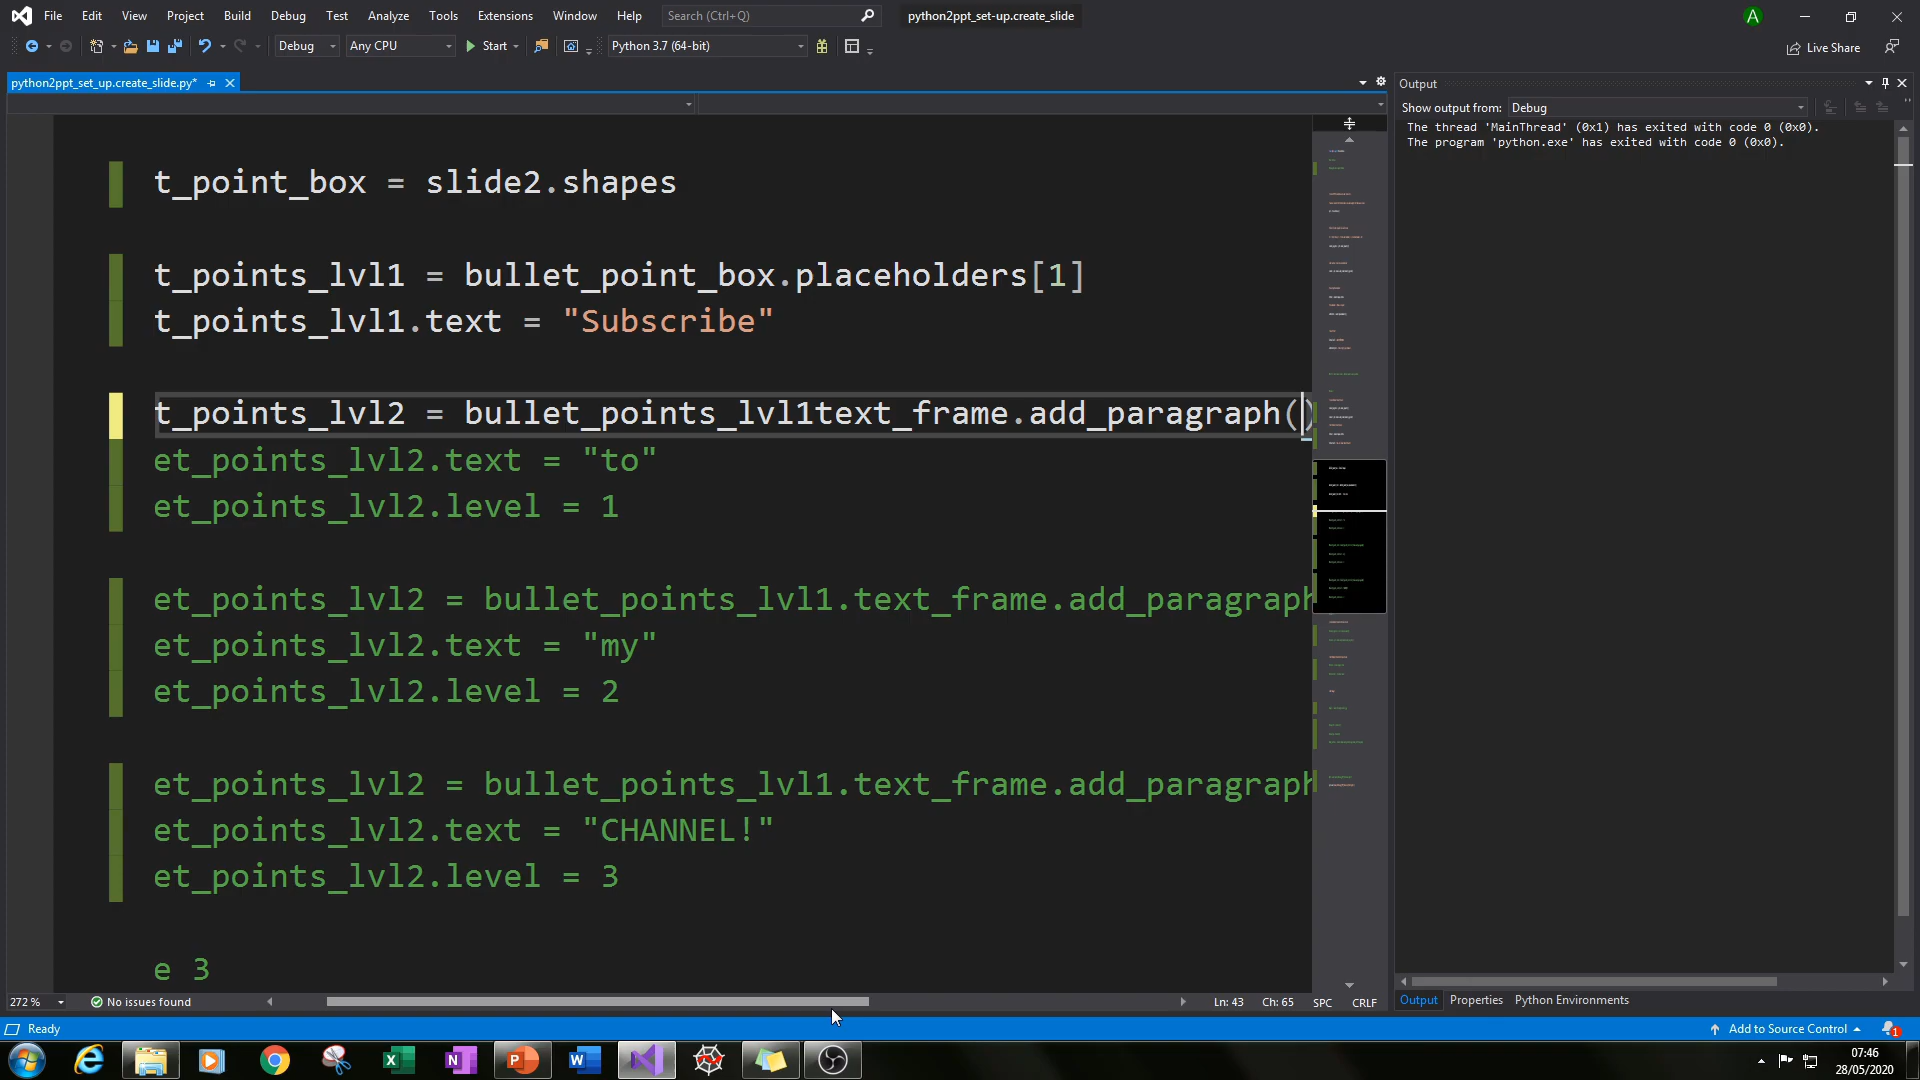 File Edit View Project Build Debug Test Analyze Tools Extensions Window Help Search (Ctrl+Q) python2ppt_set-up.create_slide A
Debug Any CPU Start Python 3.7 (64-bit) Live Share
python2ppt_set_up.create_slide.py*
Output
Show output from: Debug
The thread 'MainThread' (0x1) has exited with code 0 (0x0).
The program 'python.exe' has exited with code 0 (0x0).
t_point_box = slide2.shapes
t_points_lvl1 = bullet_point_box.placeholders[1]
t_points_lvl1.text = "Subscribe"
t_points_lvl2 = bullet_points_lvl1text_frame.add_paragraph()
et_points_lvl2.text = "to"
et_points_lvl2.level = 1
et_points_lvl2 = bullet_points_lvl1.text_frame.add_paragraph
et_points_lvl2.text = "my"
et_points_lvl2.level = 2
et_points_lvl2 = bullet_points_lvl1.text_frame.add_paragraph
et_points_lvl2.text = "CHANNEL!"
et_points_lvl2.level = 3
e 3
272 % No issues found Ln: 43 Ch: 65 SPC CRLF
Output Properties Python Environments
Ready Add to Source Control 1
07:46
28/05/2020